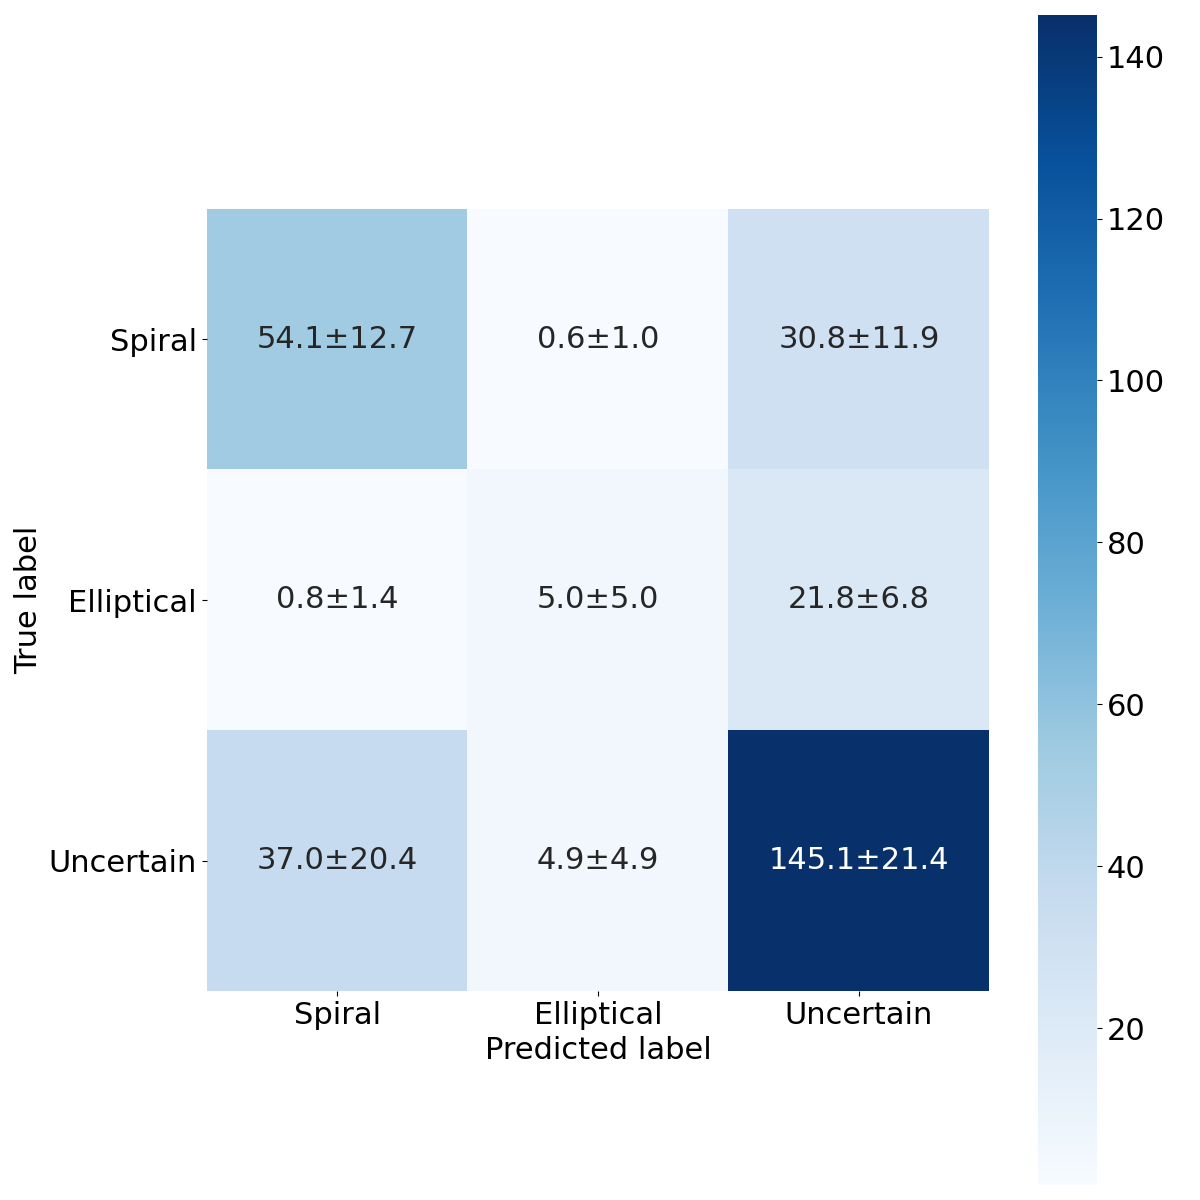 140
120
100
80
60
40
20
True label
Spiral
54.1±12.7
0.6±1.0
30.8±11.9
Elliptical
0.8±1.4
5.0±5.0
21.8±6.8
Uncertain
37.0±20.4
4.9±4.9
145.1±21.4
Spiral
Elliptical
Uncertain
Predicted label